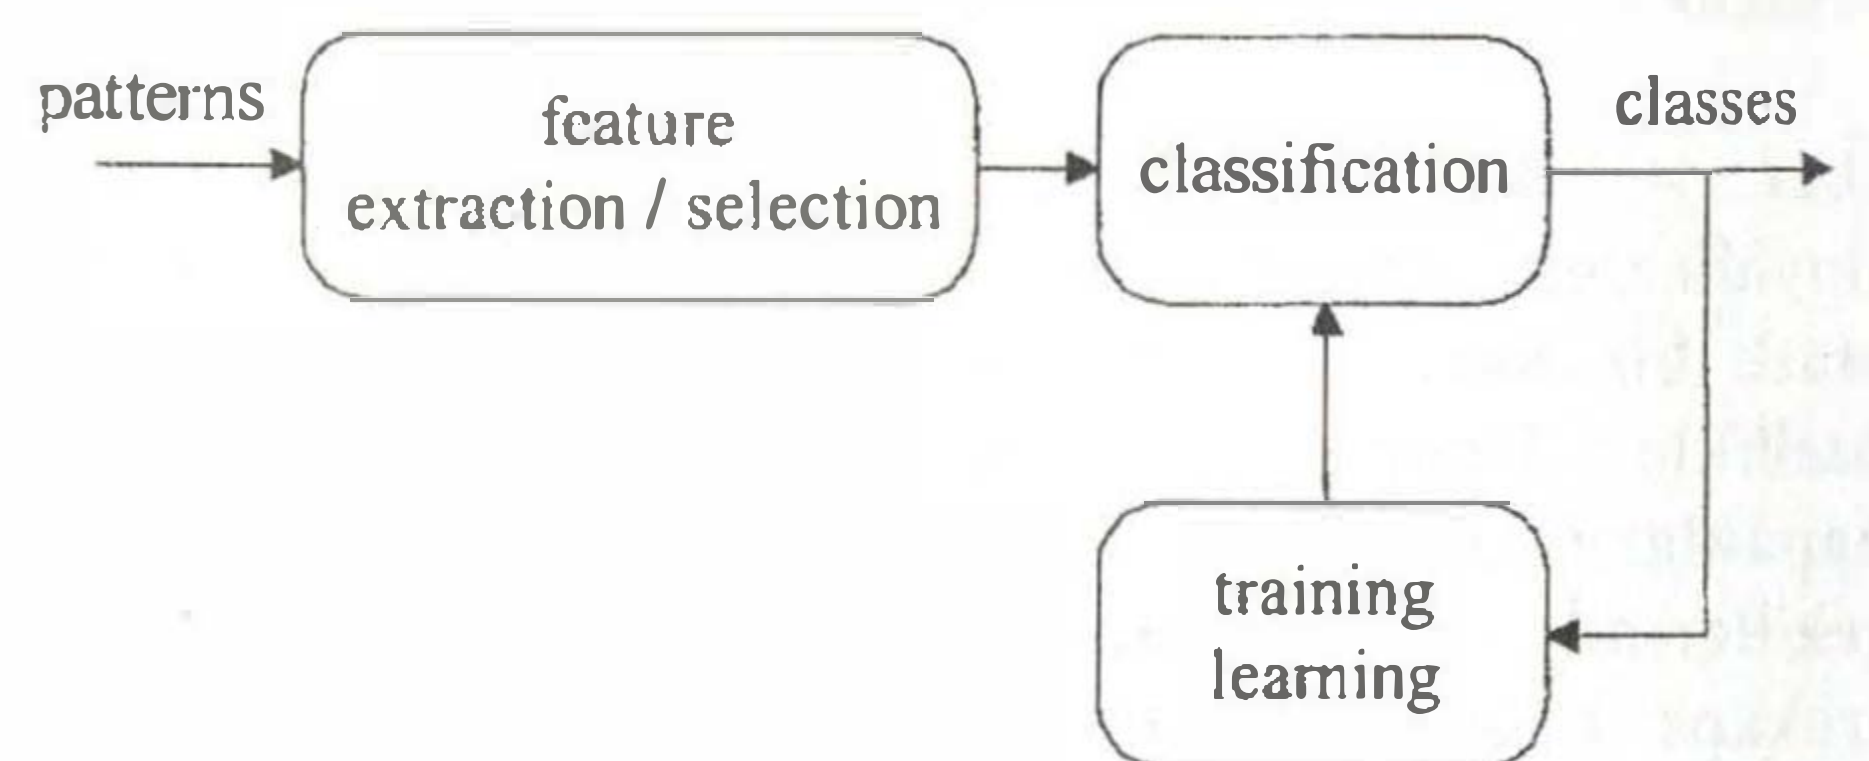 patterns
feature
extraction / selection
classification
classes
training
learning